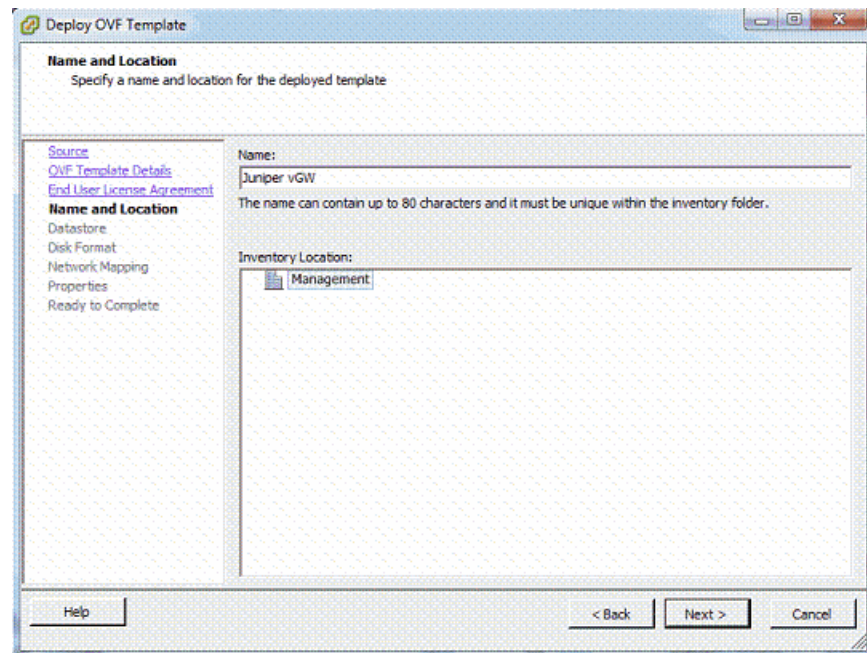 Deploy OVF Template
Name and Location
Specify a name and location for the deployed template
Source
OVF Template Details
End User License Agreement
Name and Location
Datastore
Disk Format
Network Mapping
Properties
Ready to Complete
Name:
Juniper vGW
The name can contain up to 80 characters and it must be unique within the inventory folder.
Inventory Location:
Management
Help
< Back
Next >
Cancel